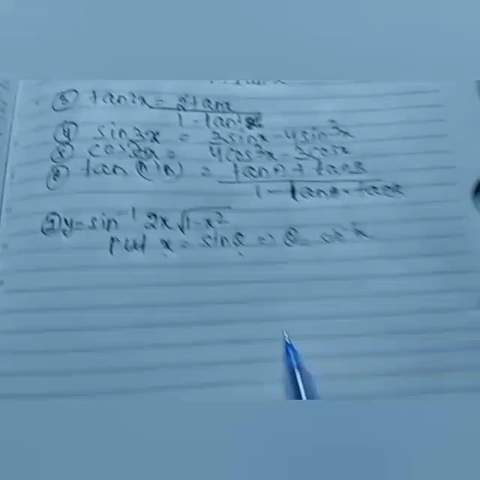 ③ tan2x = 2tanx / 1-tan²x
④ sin3x = 3sinx - 4sin³x
⑤ cos3x = 4cos³x - 3cosx
tan (A+B) = tanA + tanB / 1 - tanA·tanB
② y=sin⁻¹ 2x√1-x²
put x = sinθ => θ = sin⁻¹x